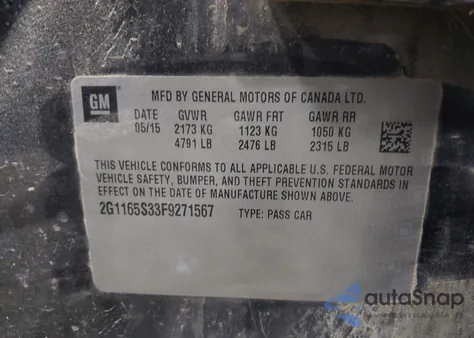 GM
MFD BY GENERAL MOTORS OF CANADA LTD.
DATE GVWR GAWR FRT GAWR RR
05/15 2173 KG 1123 KG 1050 KG
4791 LB 2476 LB 2315 LB
THIS VEHICLE CONFORMS TO ALL APPLICABLE U.S. FEDERAL MOTOR
VEHICLE SAFETY, BUMPER, AND THEFT PREVENTION STANDARDS IN
EFFECT ON THE DATE OF MANUFACTURE SHOWN ABOVE.
2G1165S33F9271567 TYPE: PASS CAR
autaSnap